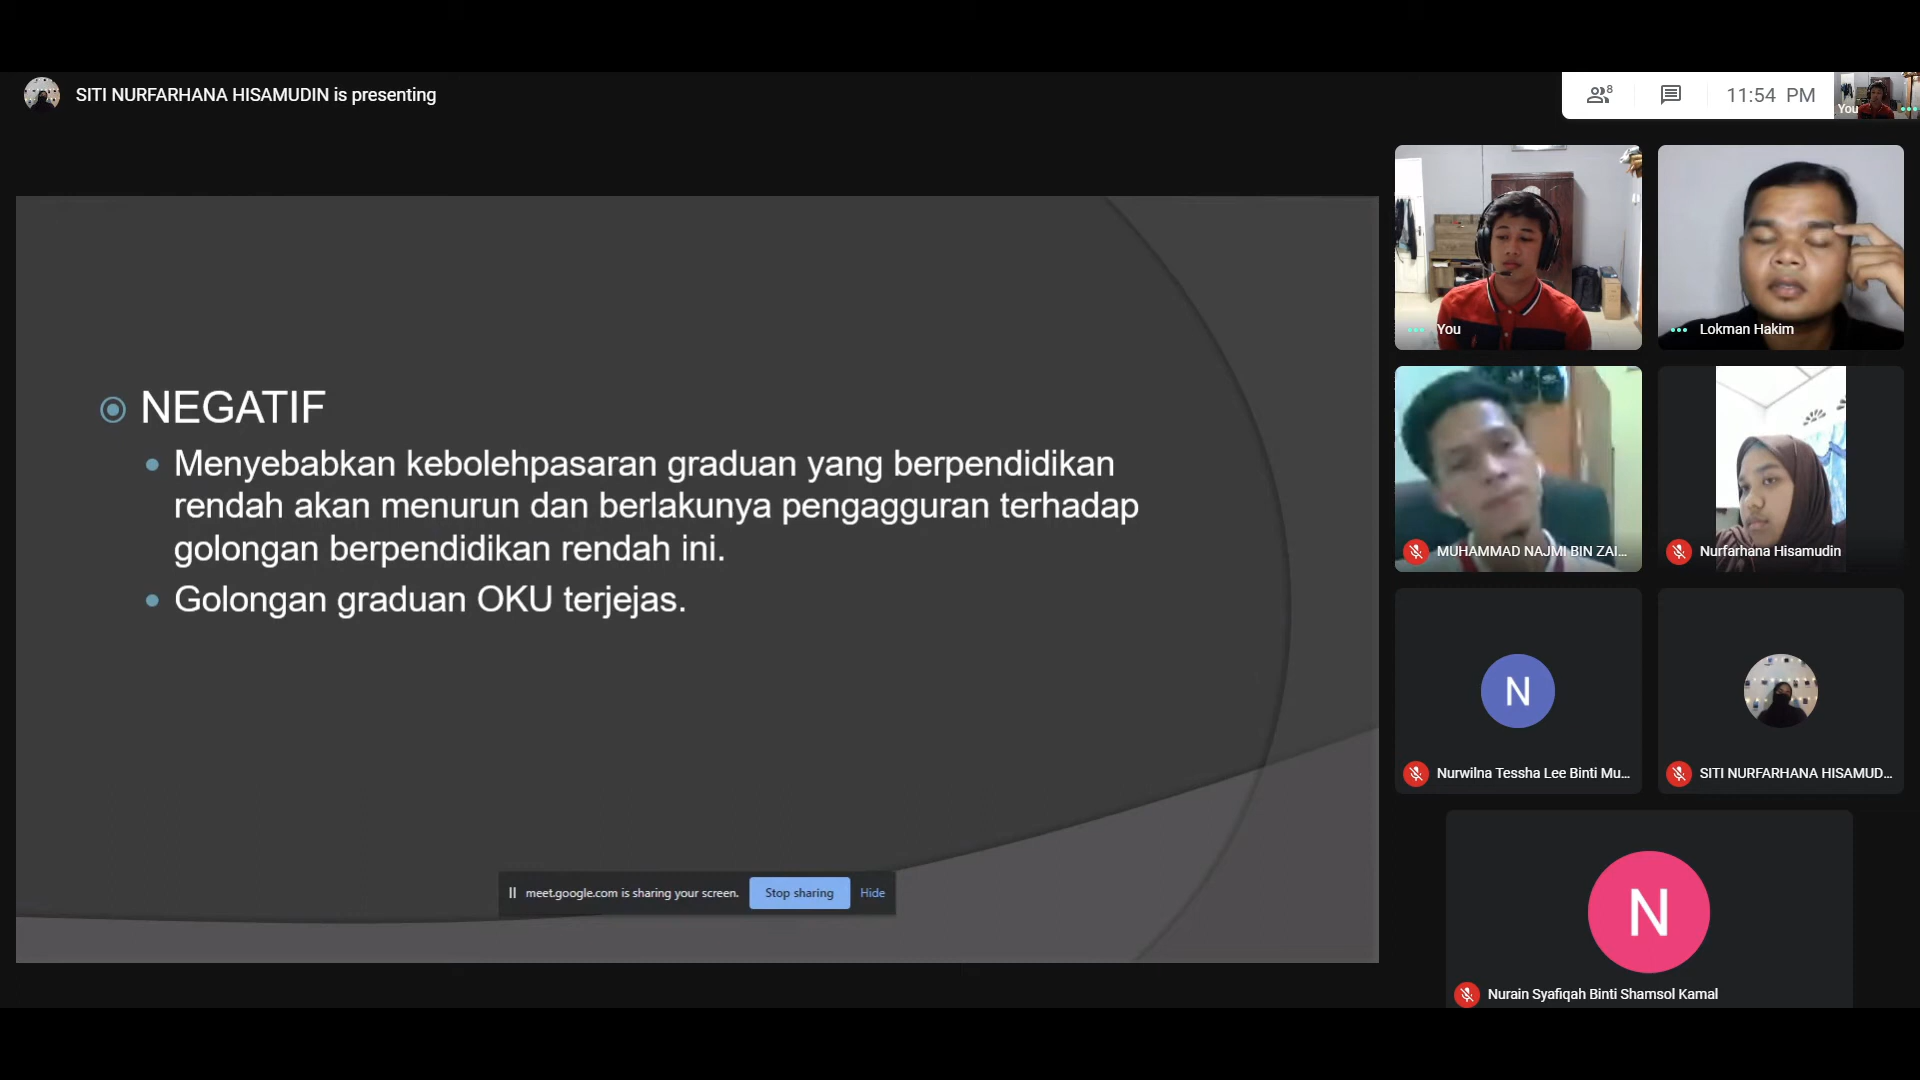 SITI NURFARHANA HISAMUDIN is presenting
8
11:54 PM
You
NEGATIF
Menyebabkan kebolehpasaran graduan yang berpendidikan
rendah akan menurun dan berlakunya pengagguran terhadap
golongan berpendidikan rendah ini.
Golongan graduan OKU terjejas.
meet.google.com is sharing your screen.
Stop sharing
Hide
You
Lokman Hakim
MUHAMMAD NAJMI BIN ZAI...
Nurfarhana Hisamudin
N
Nurwilna Tessha Lee Binti Mu...
SITI NURFARHANA HISAMUD...
N
Nurain Syafiqah Binti Shamsol Kamal